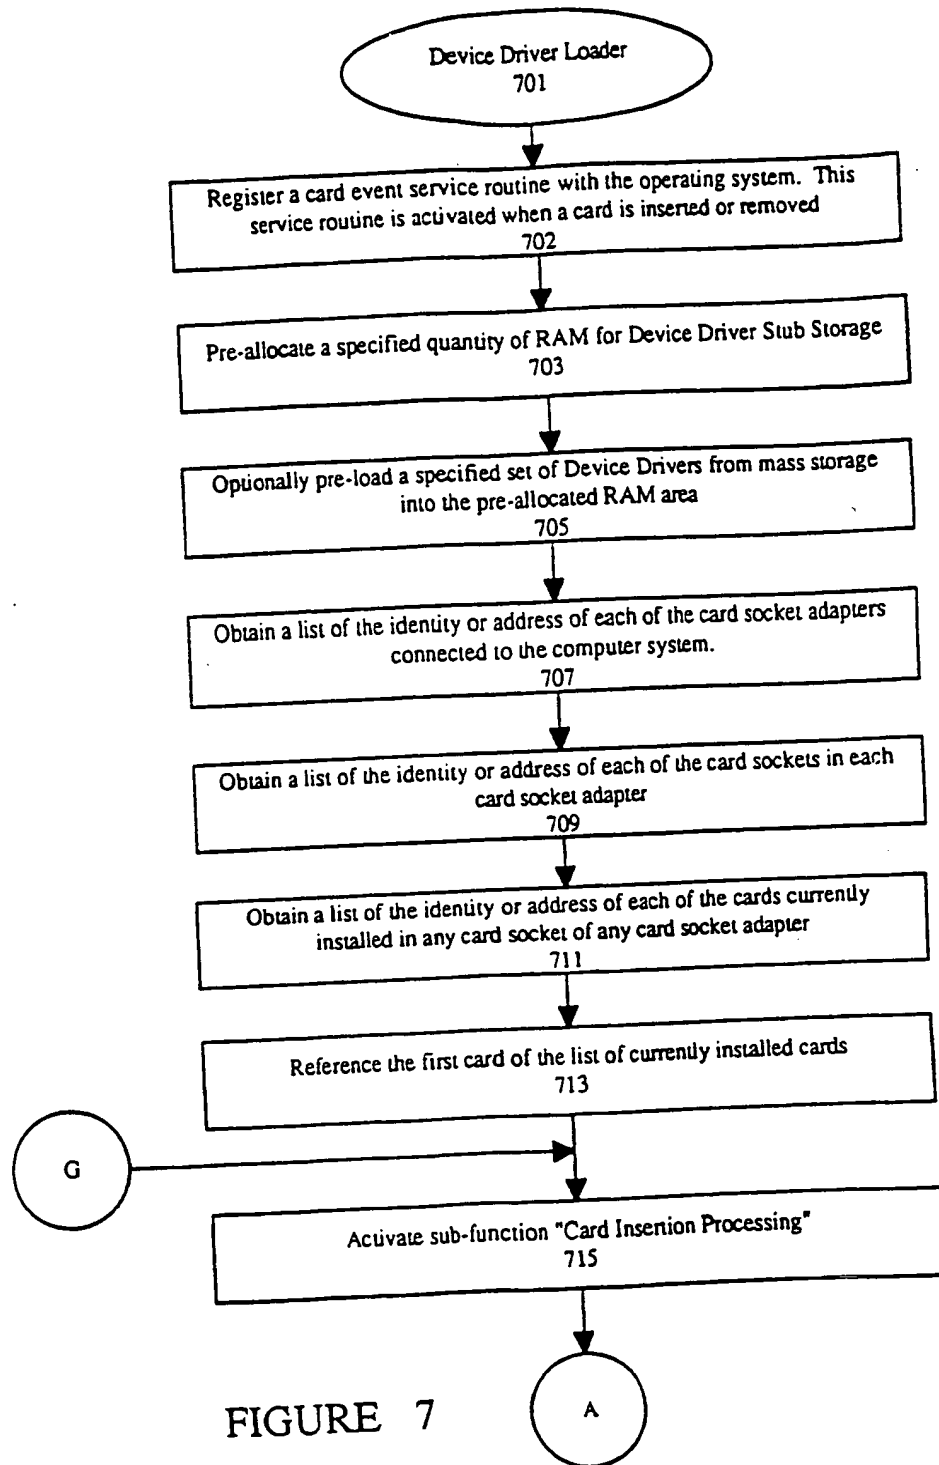 Device Driver Loader
701
Register a card event service routine with the operating system. This
service routine is activated when a card is inserted or removed
702
Pre-allocate a specified quantity of RAM for Device Driver Stub Storage
703
Optionally pre-load a specified set of Device Drivers from mass storage
into the pre-allocated RAM area
705
Obtain a list of the identity or address of each of the card socket adapters
connected to the computer system.
707
Obtain a list of the identity or address of each of the card sockets in each
card socket adapter
709
Obtain a list of the identity or address of each of the cards currently
installed in any card socket of any card socket adapter
711
Reference the first card of the list of currently installed cards
713
G
Activate sub-function "Card Insertion Processing"
715
A
FIGURE 7